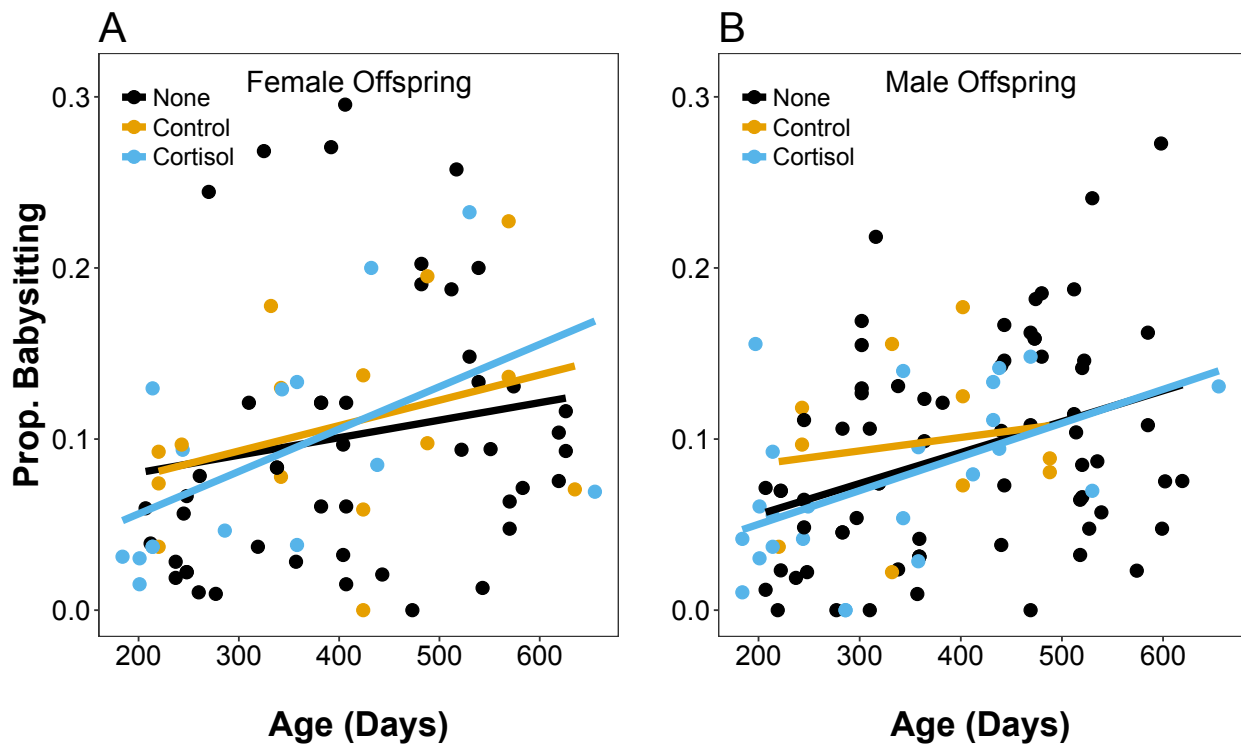 A
Female Offspring
None
Control
Cortisol
0.3
0.2
0.1
0.0
Prop. Babysitting
200 300 400 500 600
Age (Days)
B
Male Offspring
None
Control
Cortisol
0.3
0.2
0.1
0.0
200 300 400 500 600
Age (Days)